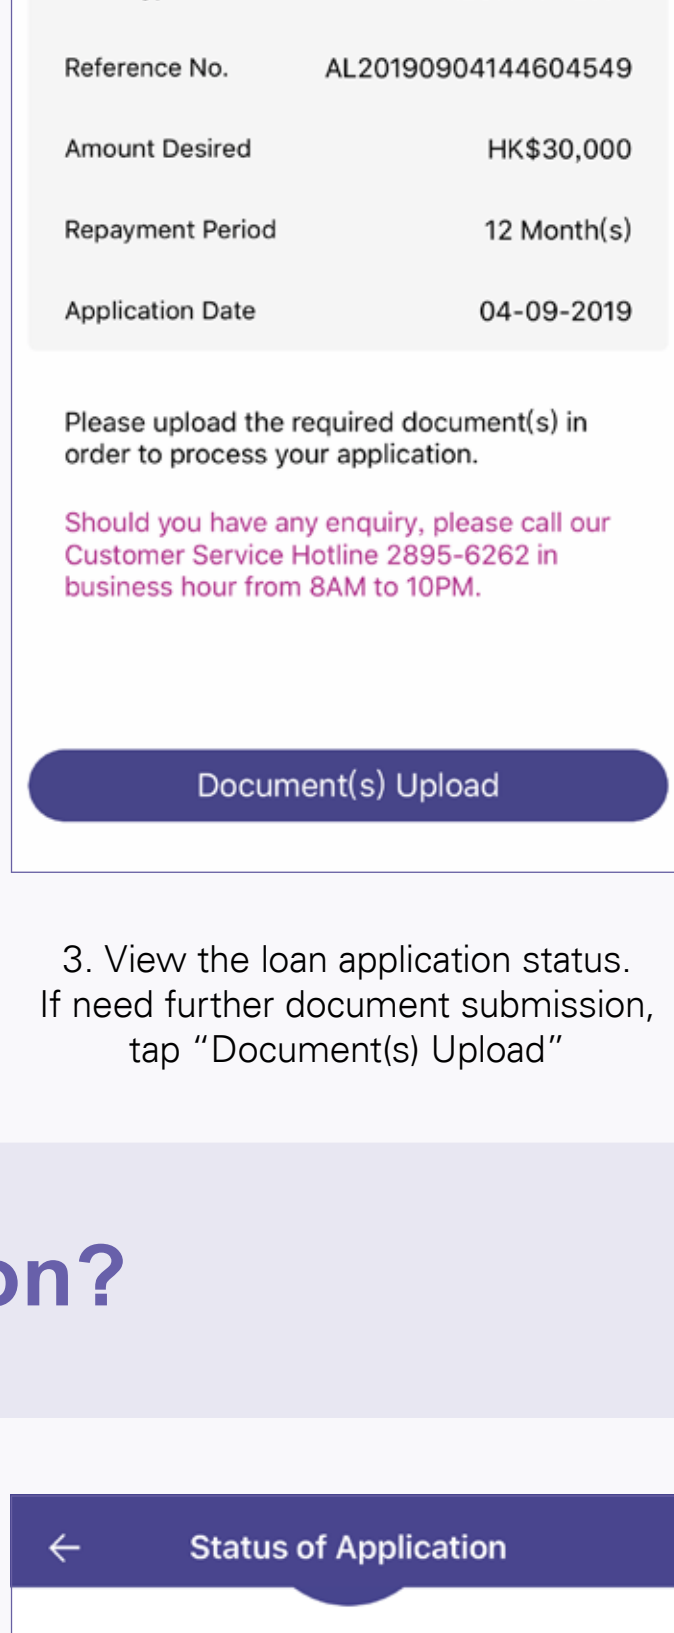 Reference No. AL20190904144604549
Amount Desired HK$30,000
Repayment Period 12 Month(s)
Application Date 04-09-2019
Please upload the required document(s) in
order to process your application.
Should you have any enquiry, please call our
Customer Service Hotline 2895-6262 in
business hour from 8AM to 10PM.
Document(s) Upload
3. View the loan application status.
If need further document submission,
tap “Document(s) Upload”
on?
Status of Application